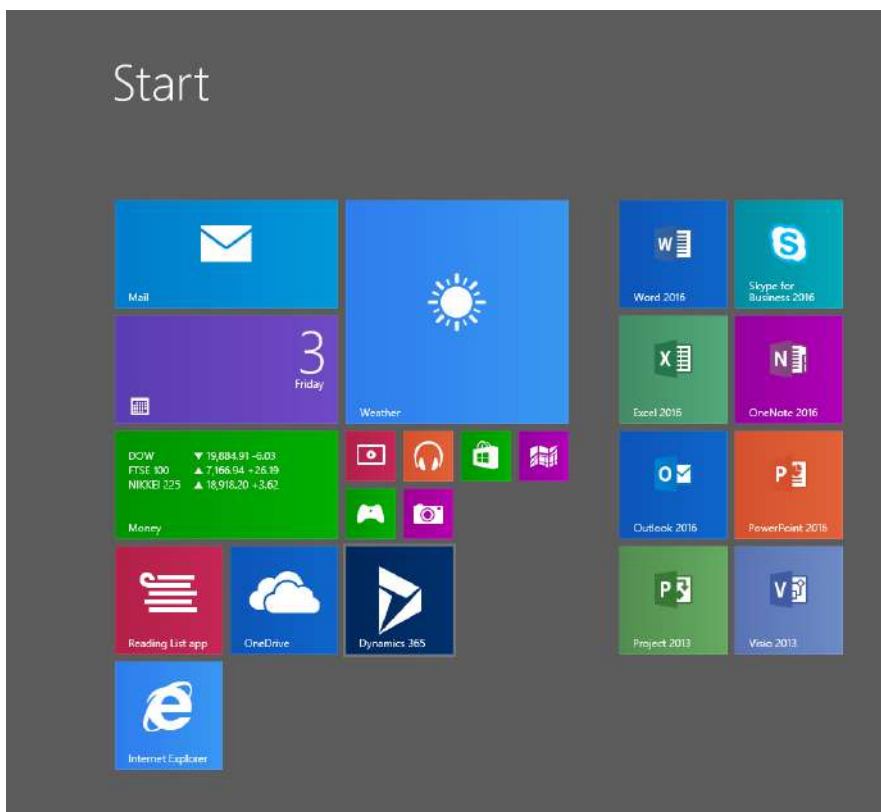 Start
Mail
3
Friday
Weather
DOW ▼ 19,884.91 -6.03
FTSE 100 ▲ 7,166.94 +26.19
NIKKEI 225 ▲ 18,918.20 +3.62
Money
Reading List app
OneDrive
Dynamics 365
Internet Explorer
W
Word 2016
S
Skype for
Business 2016
X
Excel 2016
N
OneNote 2016
O
Outlook 2016
P
PowerPoint 2016
P
Project 2013
V
Visio 2013